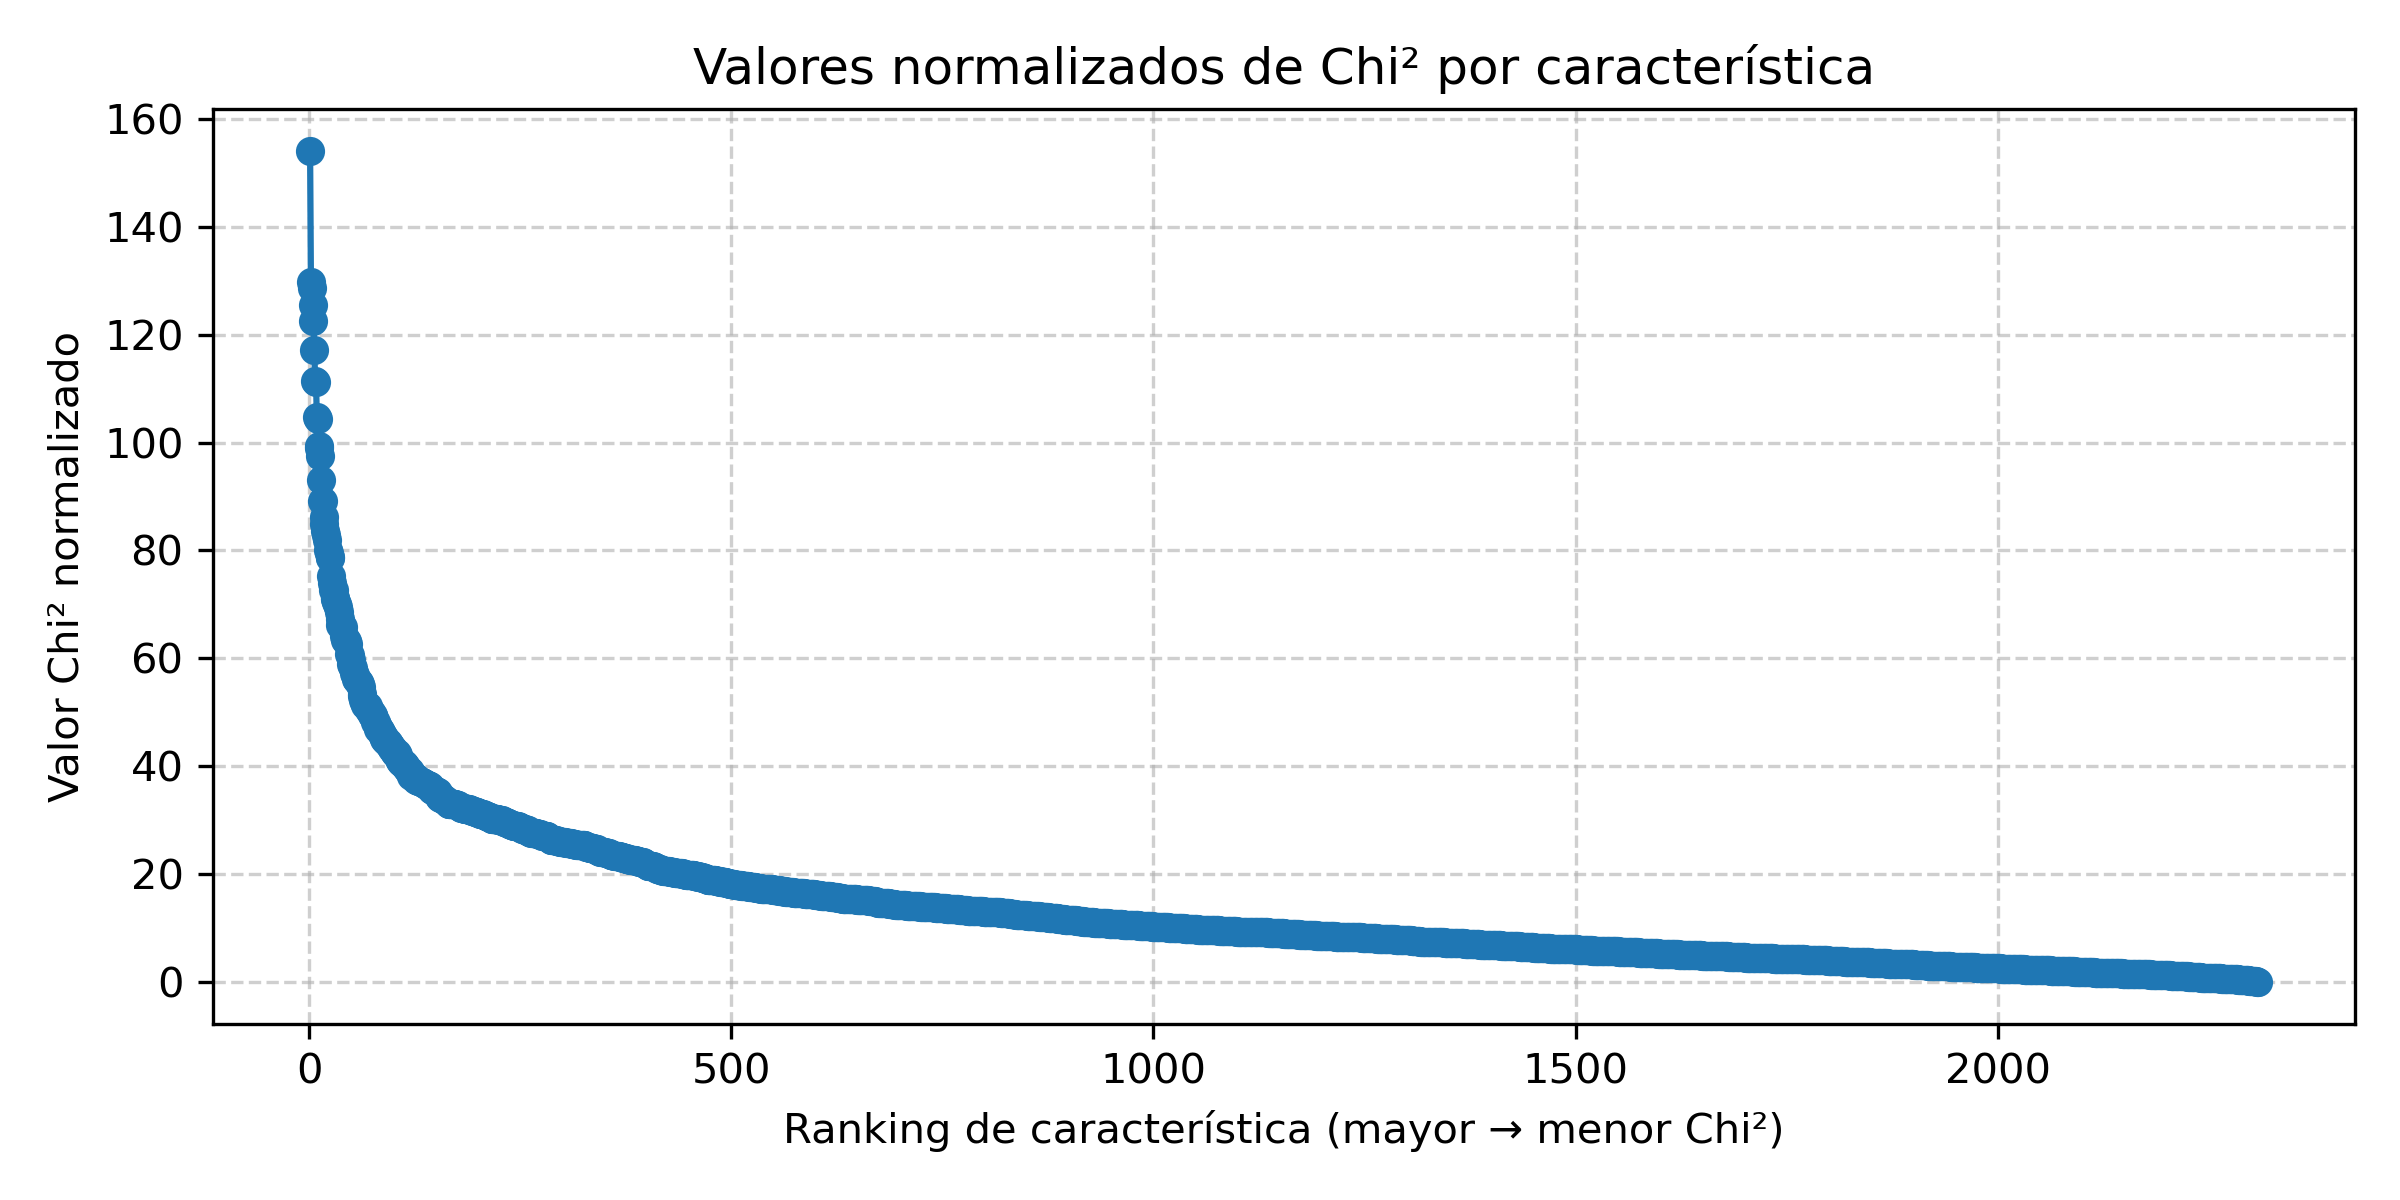 Valores normalizados de Chi² por característica
160
140
120
100
80
60
40
20
0
Valor Chi² normalizado
0 500 1000 1500 2000
Ranking de característica (mayor → menor Chi²)